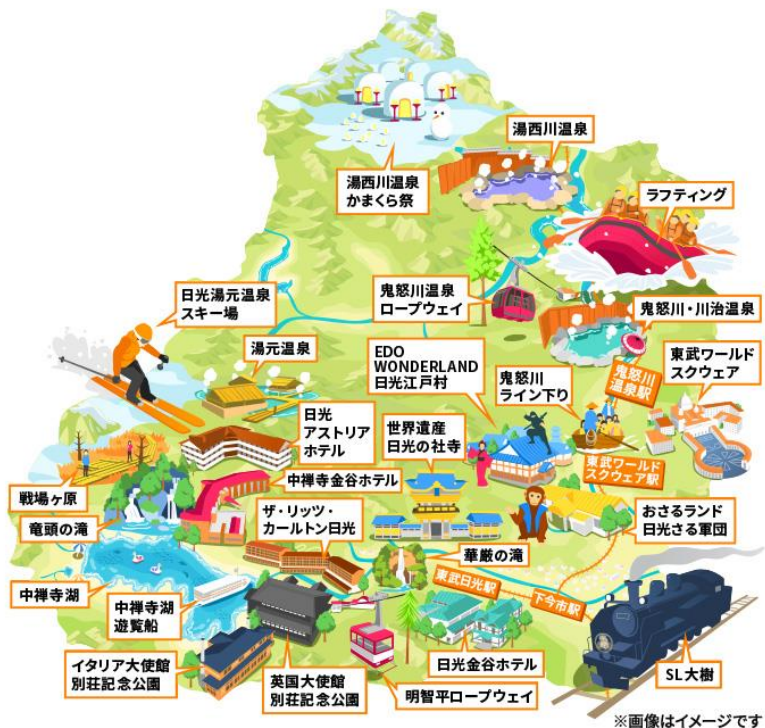 湯西川温泉
湯西川温泉
かまくら祭
ラフティング
鬼怒川温泉
ロープウェイ
鬼怒川・川治温泉
日光湯元温泉
スキー場
湯元温泉
EDO
WONDERLAND
日光江戸村
鬼怒川
ライン下り
鬼怒川
温泉駅
東武ワールド
スクウェア
日光
アストリア
ホテル
世界遺産
日光の社寺
東武ワールド
スクウェア駅
戦場ヶ原
中禅寺金谷ホテル
竜頭の滝
ザ・リッツ・
カールトン日光
おさるランド
日光さる軍団
華厳の滝
東武日光駅
下今市駅
中禅寺湖
中禅寺湖
遊覧船
イタリア大使館
別荘記念公園
英国大使館
別荘記念公園
明智平ロープウェイ
日光金谷ホテル
SL大樹
※画像はイメージです